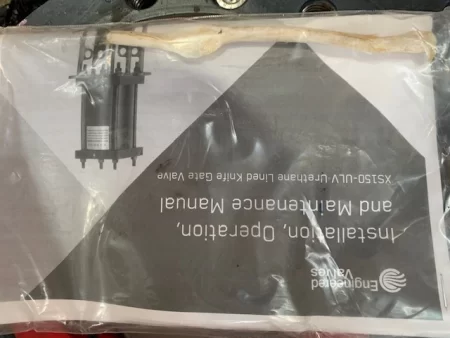 Engineered
Valves
Installation, Operation,
and Maintenance Manual
XS150-ULV-Urethane Lined Knife Gate Valve